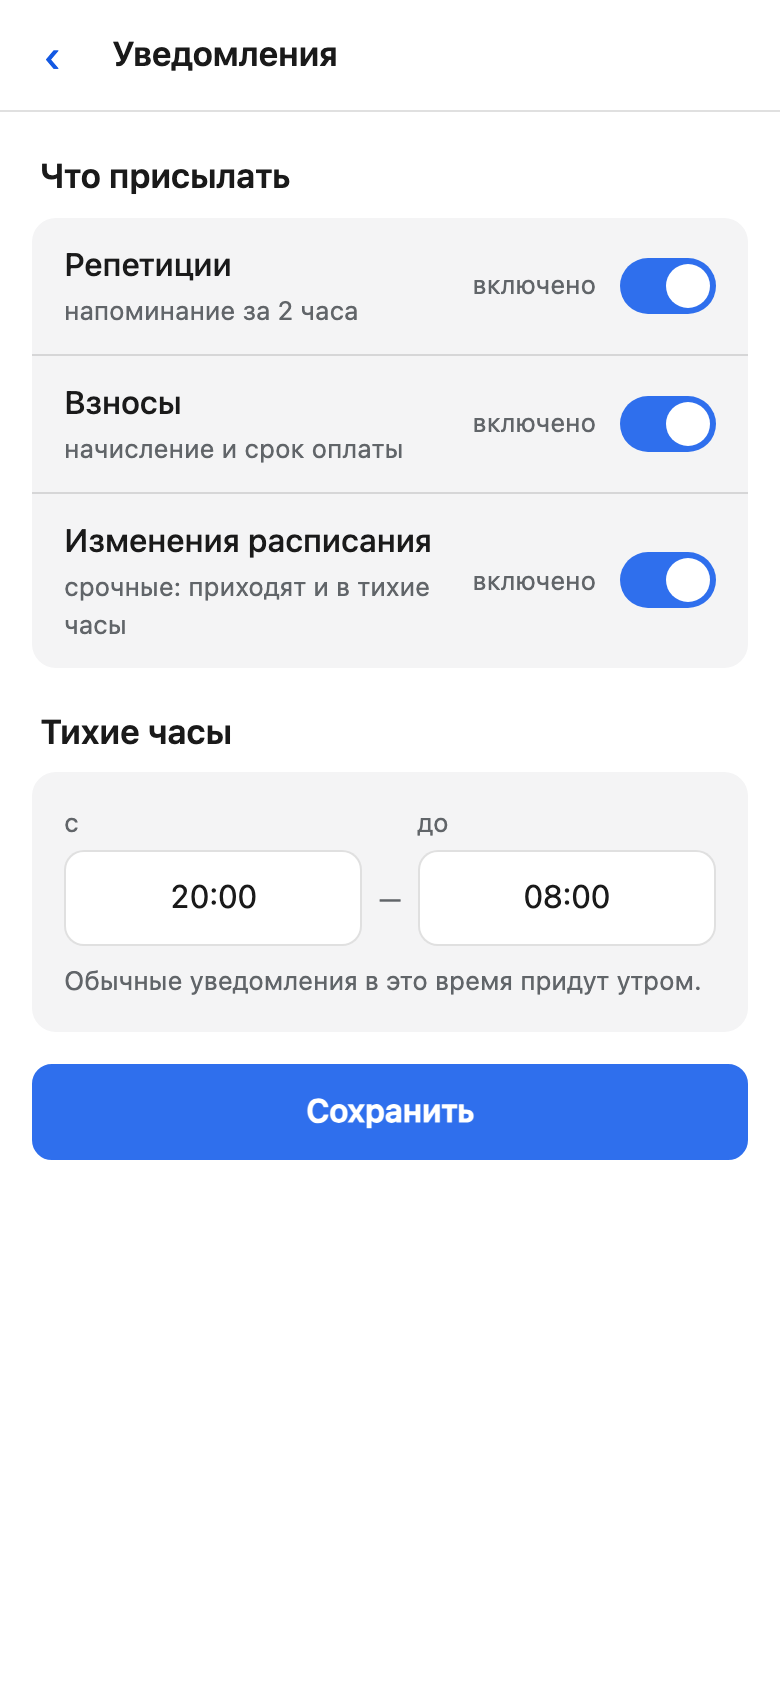 Уведомления
Что присылать
Репетиции
напоминание за 2 часа
включено
Взносы
начисление и срок оплаты
включено
Изменения расписания
срочные: приходят и в тихие
часы
включено
Тихие часы
с
до
20:00 — 08:00
Обычные уведомления в это время придут утром.
Сохранить